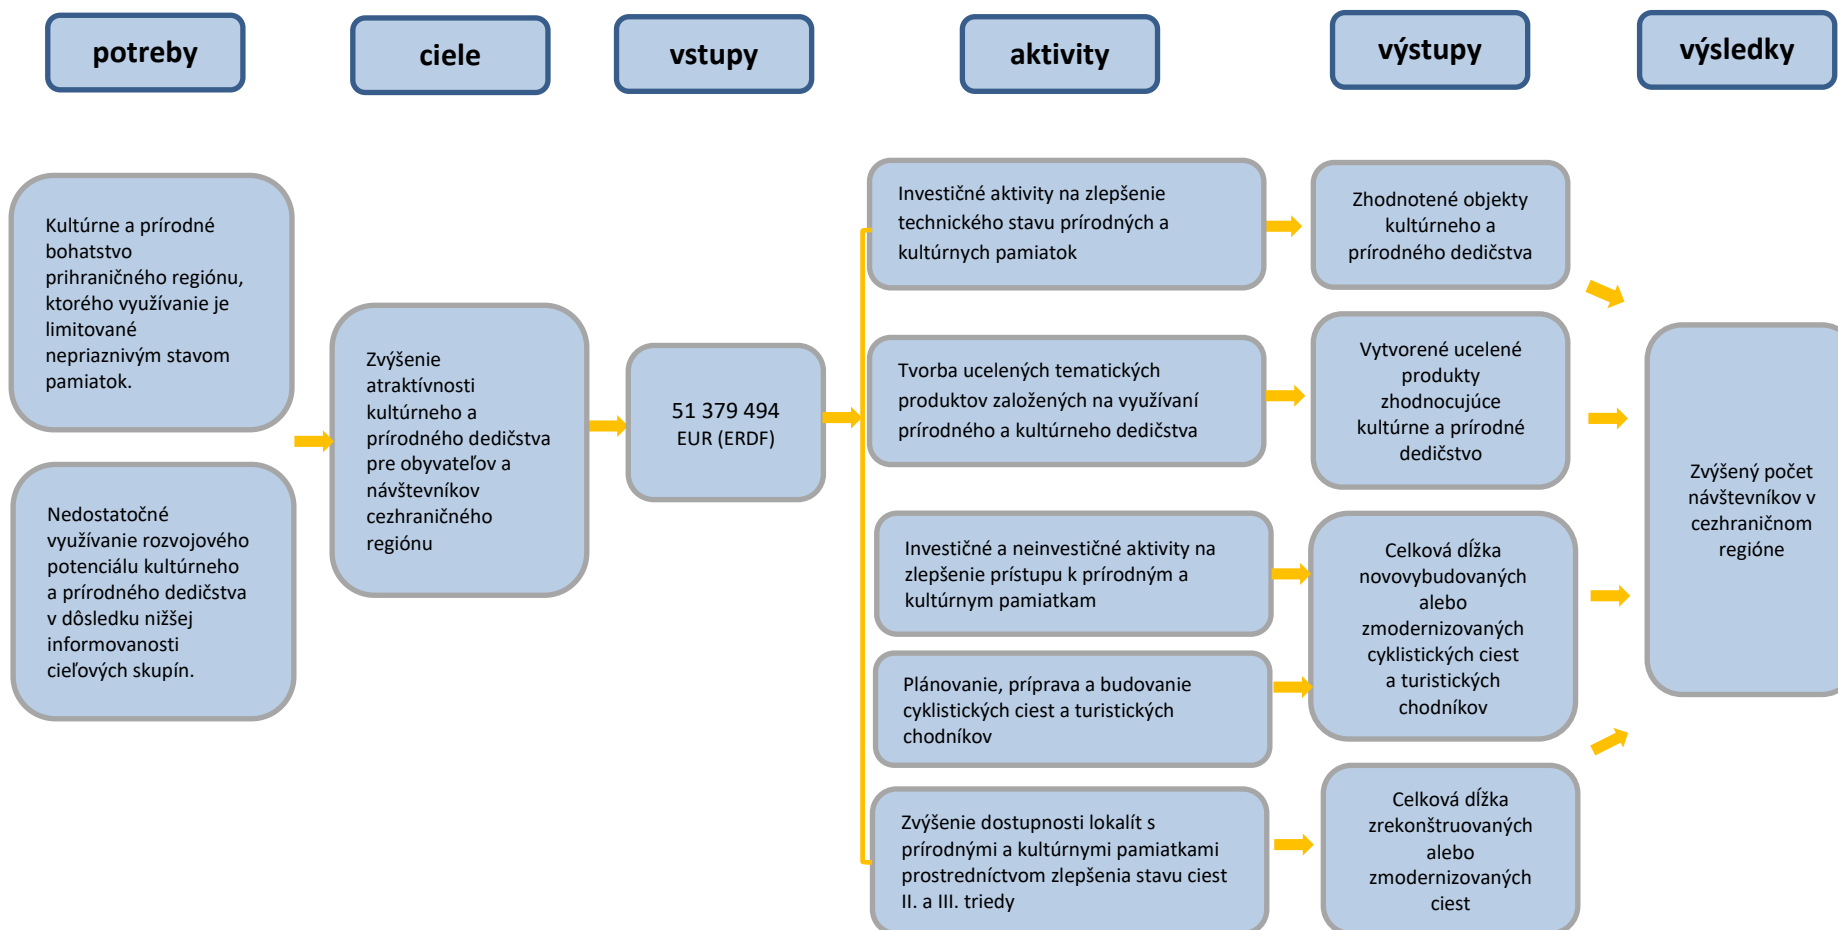 potreby
ciele
vstupy
aktivity
výstupy
výsledky
Kultúrne a prírodné
bohatstvo
prihraničného regiónu,
ktorého využívanie je
limitované
nepriaznivým stavom
pamiatok.
Nedostatočné
využívanie rozvojového
potenciálu kultúrneho
a prírodného dedičstva
v dôsledku nižšej
informovanosti
cieľových skupín.
Zvýšenie
atraktívnosti
kultúrneho a
prírodného dedičstva
pre obyvateľov a
návštevníkov
cezhraničného
regiónu
51 379 494
EUR (ERDF)
Investičné aktivity na zlepšenie
technického stavu prírodných a
kultúrnych pamiatok
Tvorba ucelených tematických
produktov založených na využívaní
prírodného a kultúrneho dedičstva
Investičné a neinvestičné aktivity na
zlepšenie prístupu k prírodným a
kultúrnym pamiatkam
Plánovanie, príprava a budovanie
cyklistických ciest a turistických
chodníkov
Zvýšenie dostupnosti lokalít s
prírodnými a kultúrnymi pamiatkami
prostredníctvom zlepšenia stavu ciest
II. a III. triedy
Zhodnotené objekty
kultúrneho a
prírodného dedičstva
Vytvorené ucelené
produkty
zhodnocujúce
kultúrne a prírodné
dedičstvo
Celková dĺžka
novovybudovaných
alebo
zmodernizovaných
cyklistických ciest
a turistických
chodníkov
Celková dĺžka
zrekonštruovaných
alebo
zmodernizovaných
ciest
Zvýšený počet
návštevníkov v
cezhraničnom
regióne